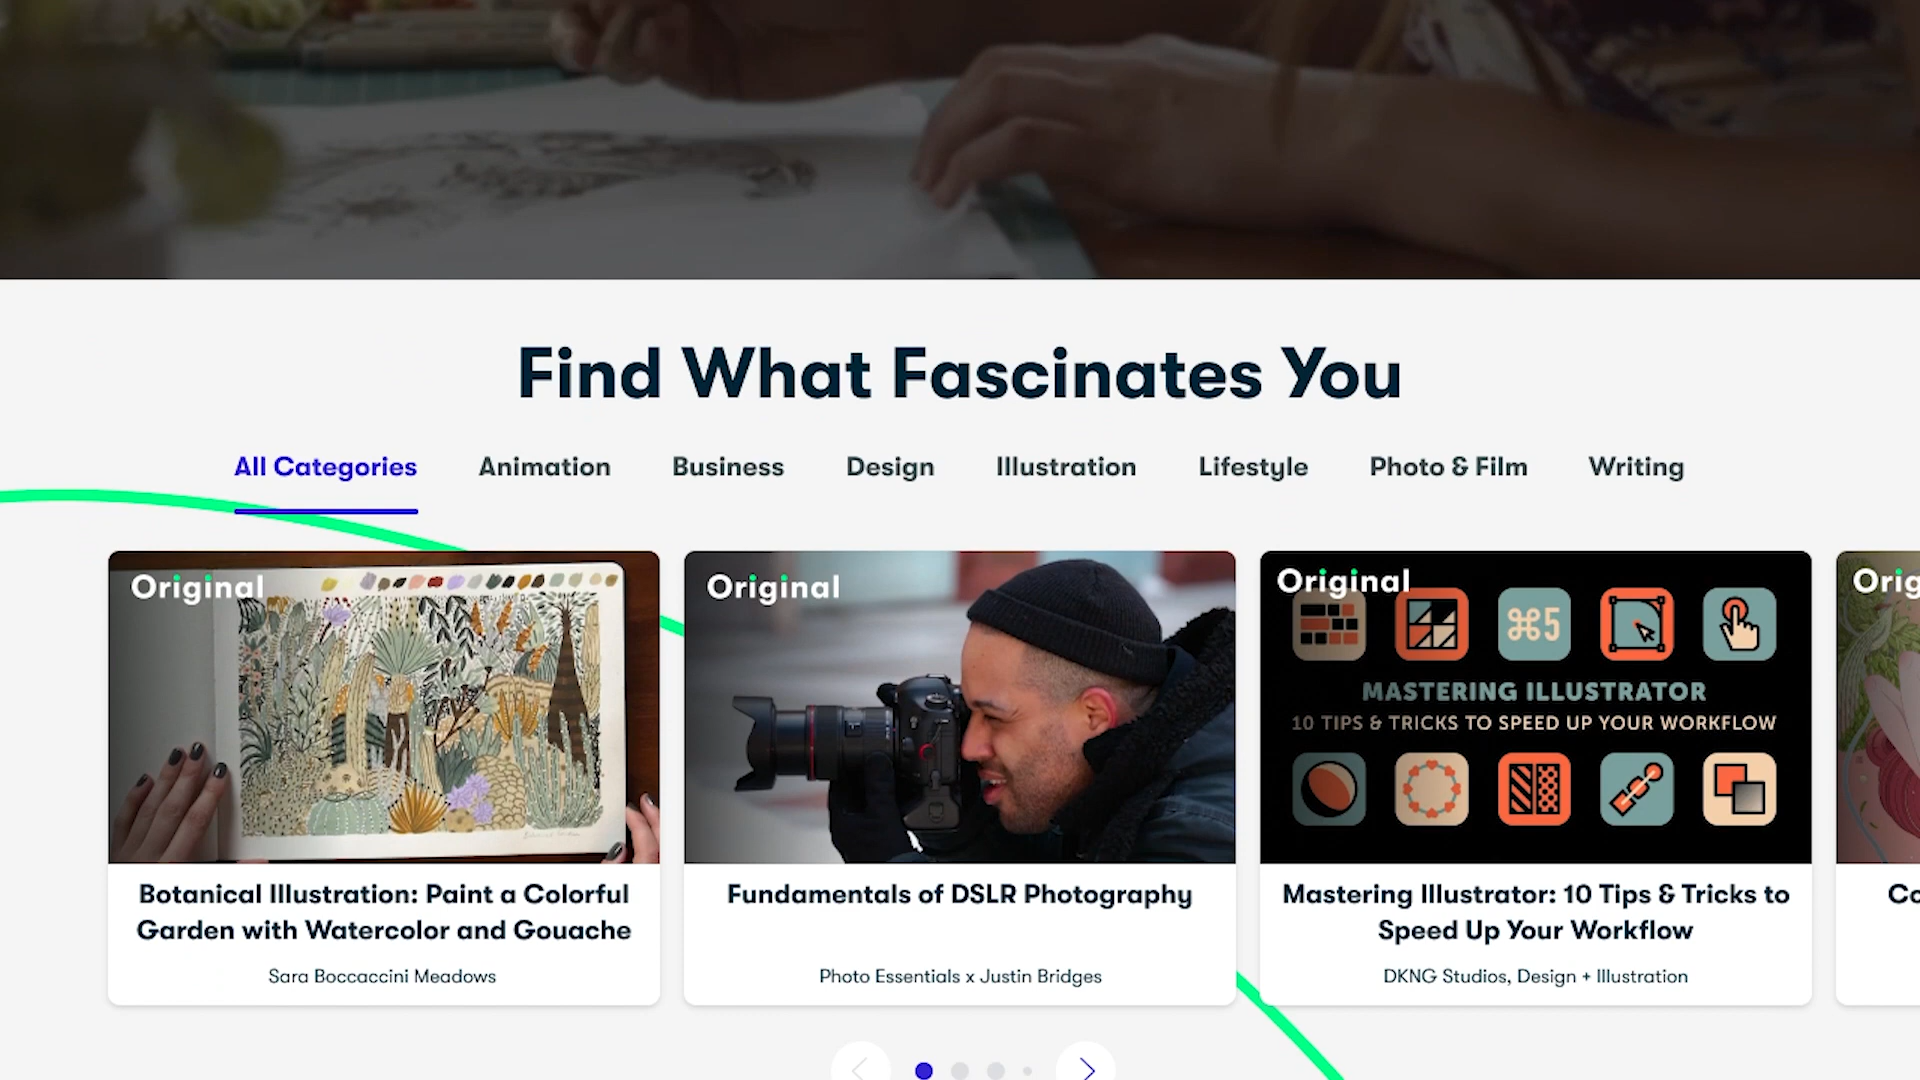 Find What Fascinates You
All Categories Animation Business Design Illustration Lifestyle Photo & Film Writing
Original
Original
Original
MASTERING ILLUSTRATOR
10 TIPS & TRICKS TO SPEED UP YOUR WORKFLOW
⌘5
Botanical Illustration: Paint a Colorful
Garden with Watercolor and Gouache
Sara Boccaccini Meadows
Fundamentals of DSLR Photography
Photo Essentials x Justin Bridges
Mastering Illustrator: 10 Tips & Tricks to
Speed Up Your Workflow
DKNG Studios, Design + Illustration